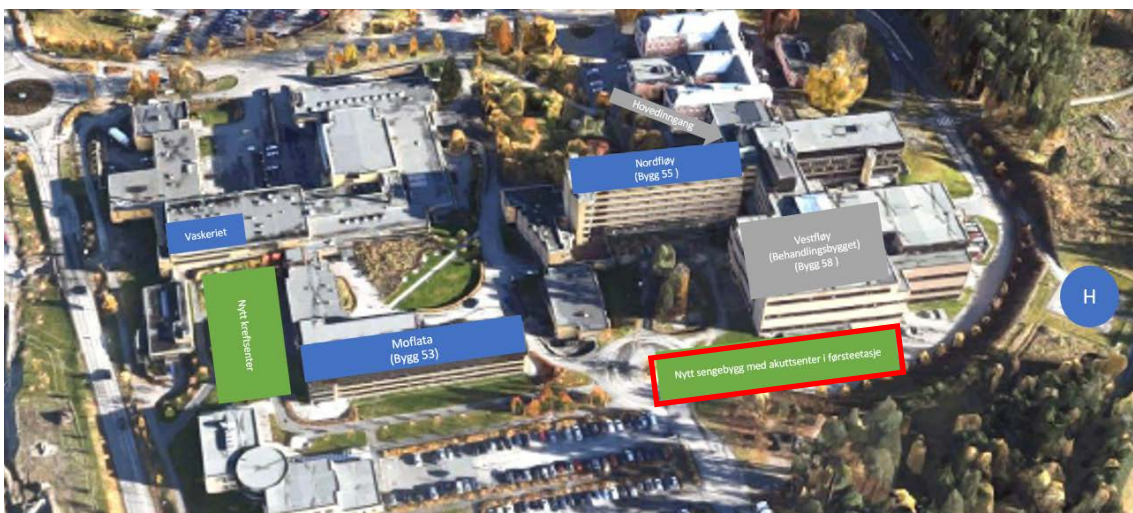 Hovedinngang
Nordfløy
(Bygg 55 )
Vaskeriet
Vestfløy
(Behandlingsbygget)
(Bygg 58 )
H
Nytt kreftsenter
Moflata
(Bygg 53)
Nytt sengebygg med akuttsenter i førsteetasje